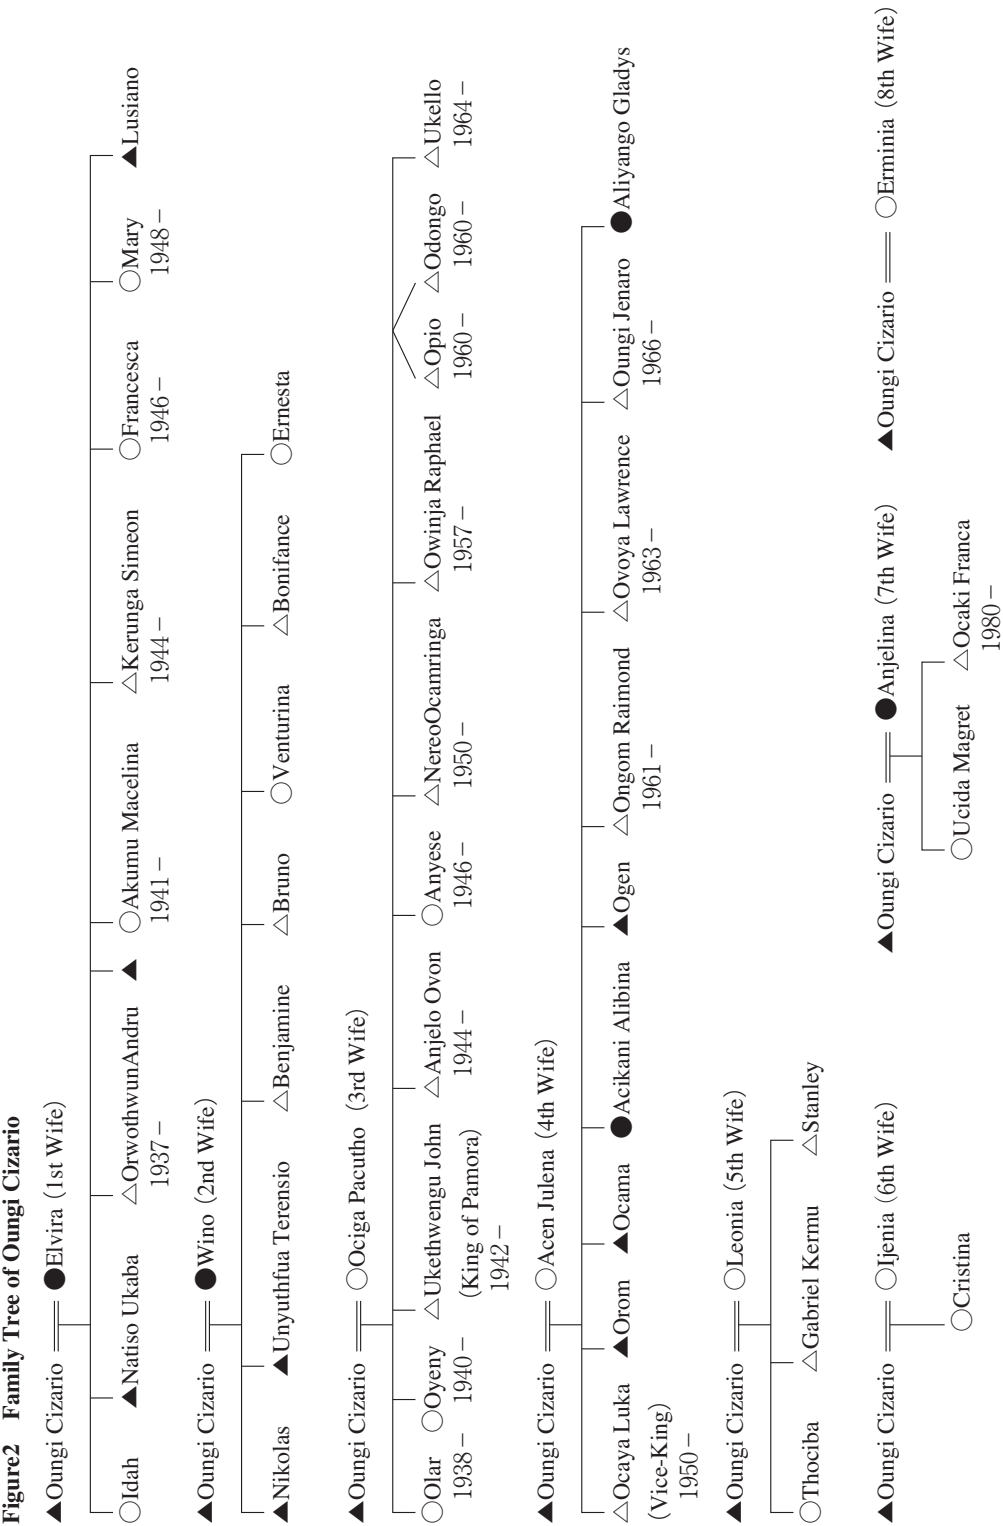 Figure2 Family Tree of Oungi Cizario
▲Oungi Cizario ●Elvira (1st Wife)
○Idah ▲Natiso Ukaba △OrwothwunAndru ▲ ○Akumu Macelina △Kerunga Simeon ○Francesca ○Mary ▲Lusiano
1937− 1941− 1944− 1946− 1948−
▲Oungi Cizario ●Wino (2nd Wife)
▲Nikolas ▲Unyuthfua Terensio △Benjamine △Bruno ○Venturina △Bonifance ○Ernesta
▲Oungi Cizario ○Ociga Pacutho (3rd Wife)
○Olar ○Oyeny △Ukethwengu John △Anjelo Ovon ○Anyese △NereoOcamringa △Owinja Raphael △Opio △Odongo △Ukello
1938− 1940− (King of Pamora) 1944− 1946− 1950− 1957− 1960− 1960− 1964−
1942−
▲Oungi Cizario ○Acen Julena (4th Wife)
△Ocaya Luka ▲Orom ▲Ocama ●Acikani Alibina ▲Ogen △Ongom Raimond △Ovoya Lawrence △Oungi Jenaro ●Aliyango Gladys
(Vice-King) 1961− 1963− 1966−
1950−
▲Oungi Cizario ○Leonia (5th Wife)
○Thociba △Gabriel Kermu △Stanley
▲Oungi Cizario ○Ijenia (6th Wife) ▲Oungi Cizario ●Anjelina (7th Wife) ▲Oungi Cizario ○Erminia (8th Wife)
○Cristina ○Ucida Magret △Ocaki Franca
1980−